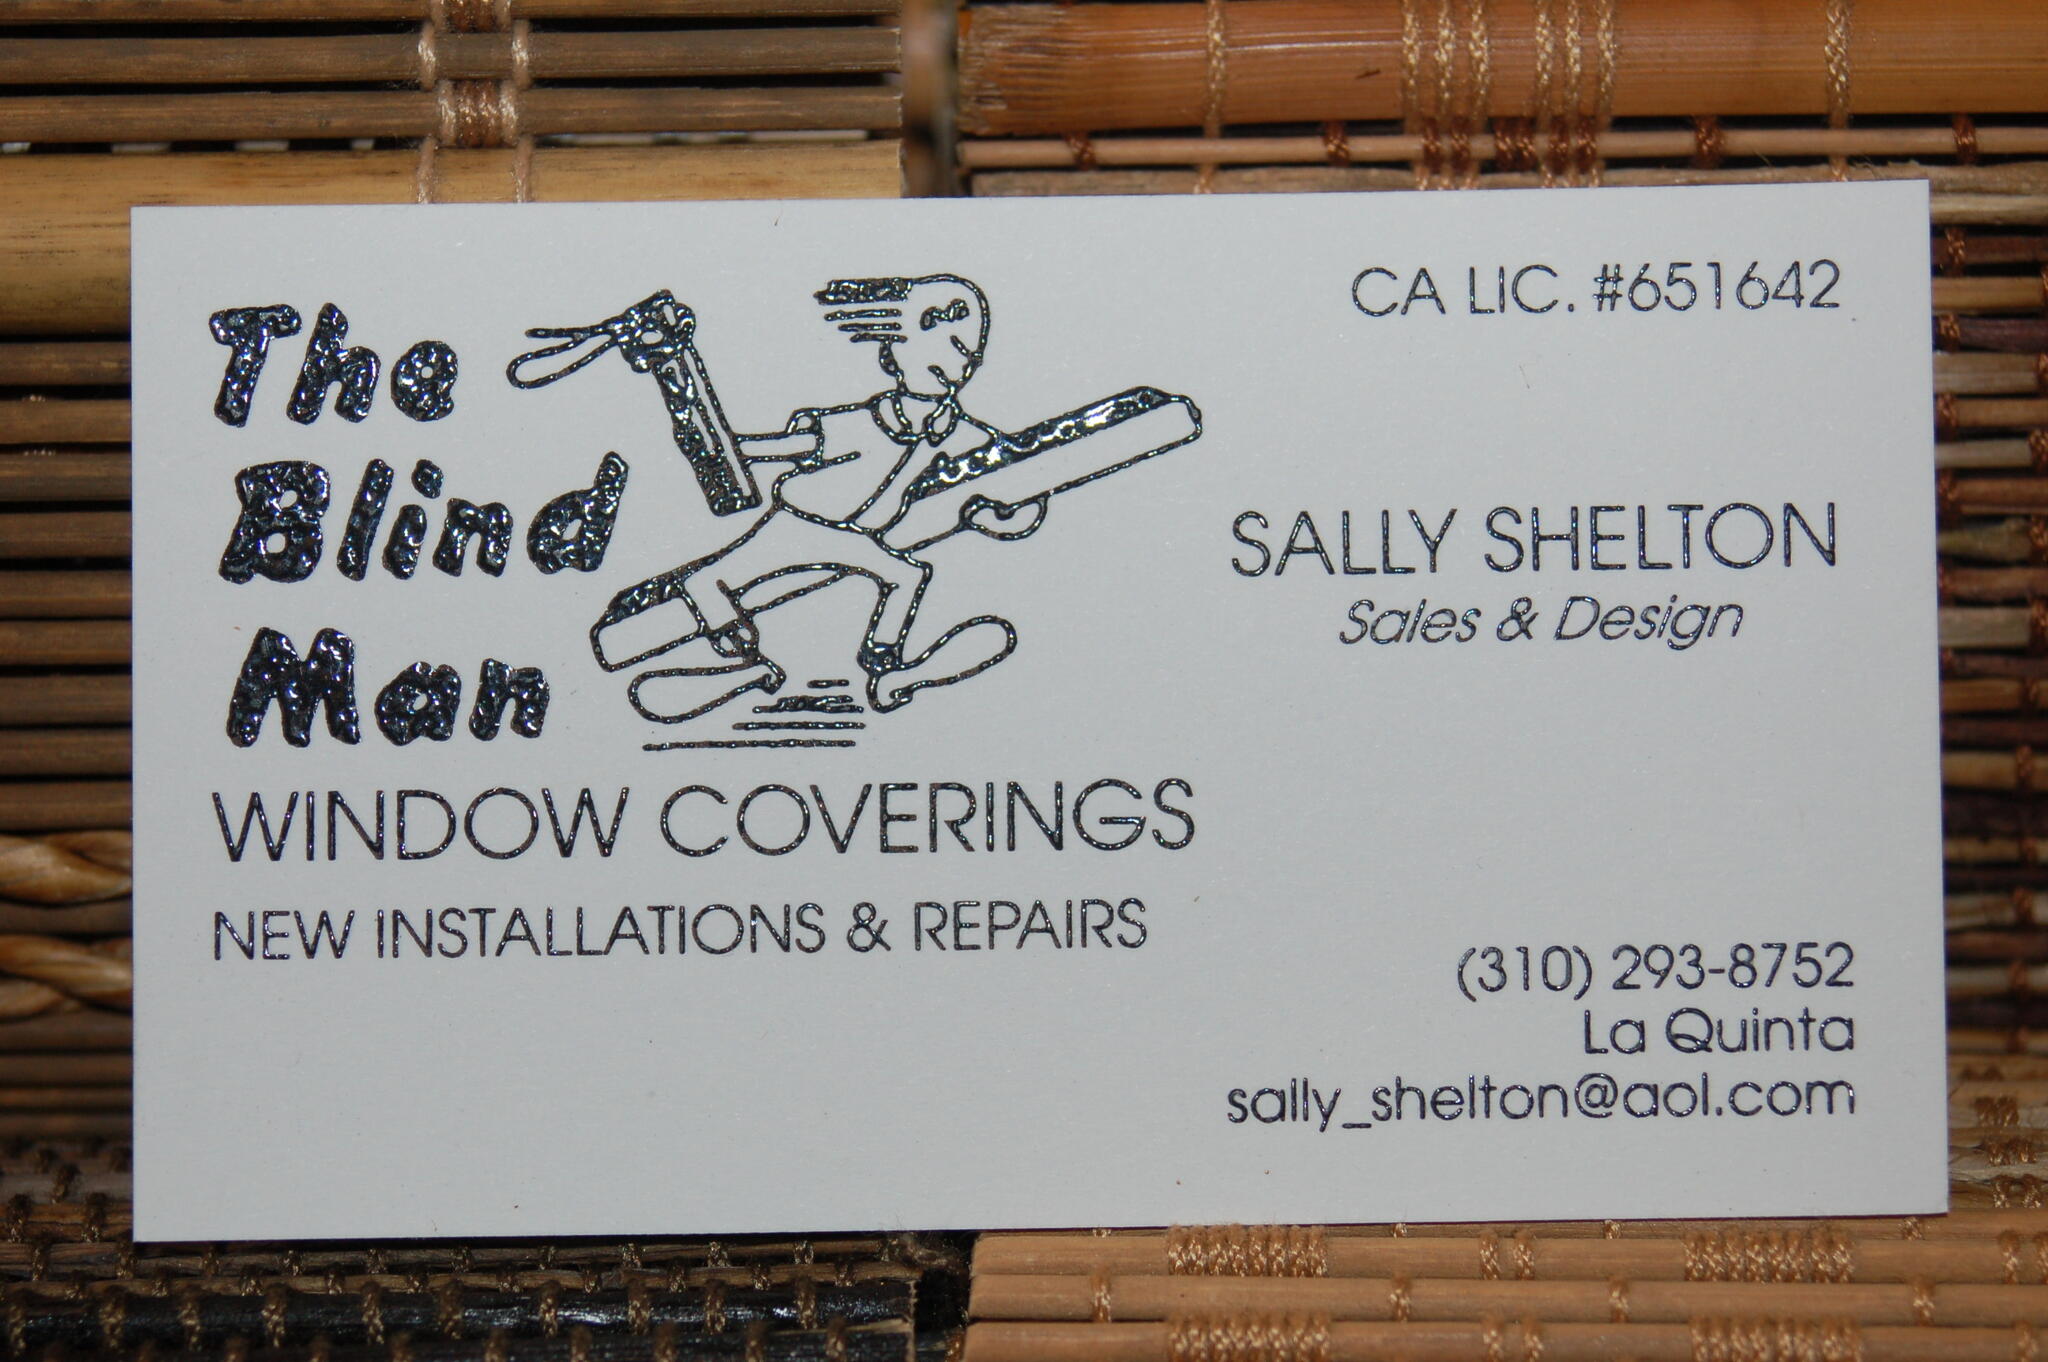 The
Blind
Man
WINDOW COVERINGS
NEW INSTALLATIONS & REPAIRS
CA LIC. #651642
SALLY SHELTON
Sales & Design
(310) 293-8752
La Quinta
sally_shelton@aol.com